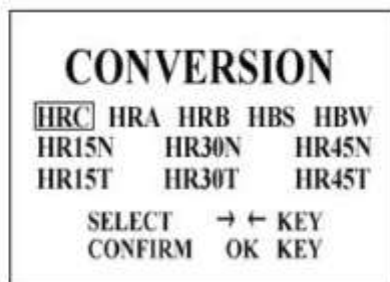 CONVERSION
HRC HRA HRB HBS HBW
HR15N HR30N HR45N
HR15T HR30T HR45T
SELECT → ← KEY
CONFIRM OK KEY